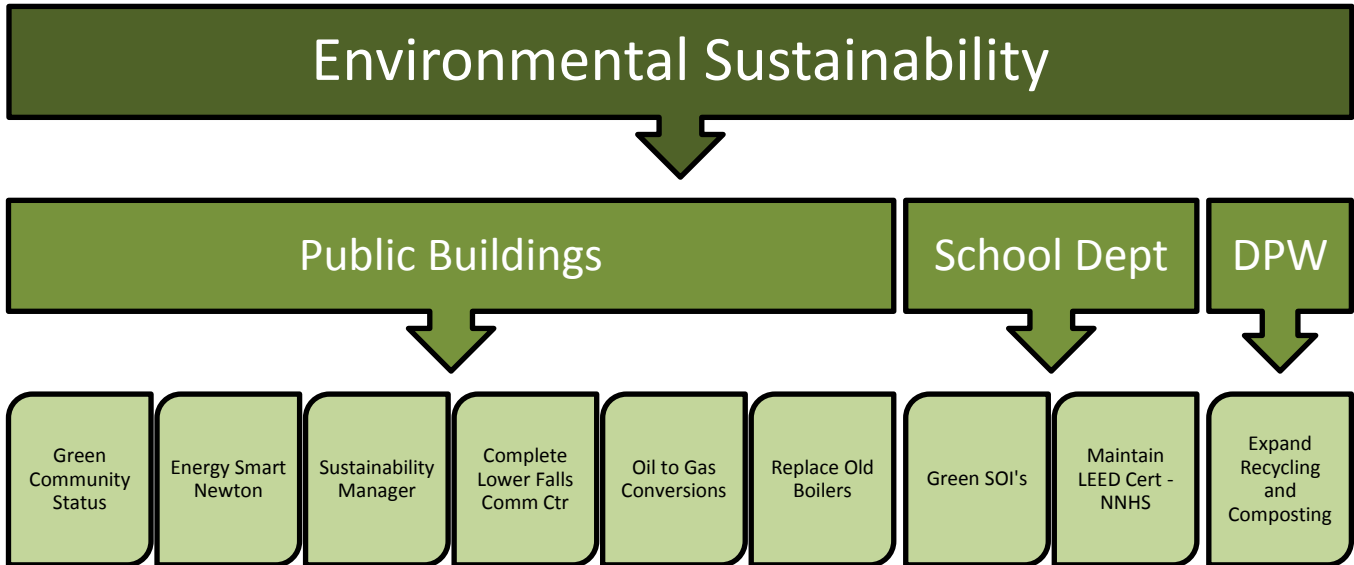 Environmental Sustainability
Public Buildings
School Dept
DPW
Green
Community
Status
Energy Smart
Newton
Sustainability
Manager
Complete
Lower Falls
Comm Ctr
Oil to Gas
Conversions
Replace Old
Boilers
Green SOI's
Maintain
LEED Cert -
NNHS
Expand
Recycling
and
Composting